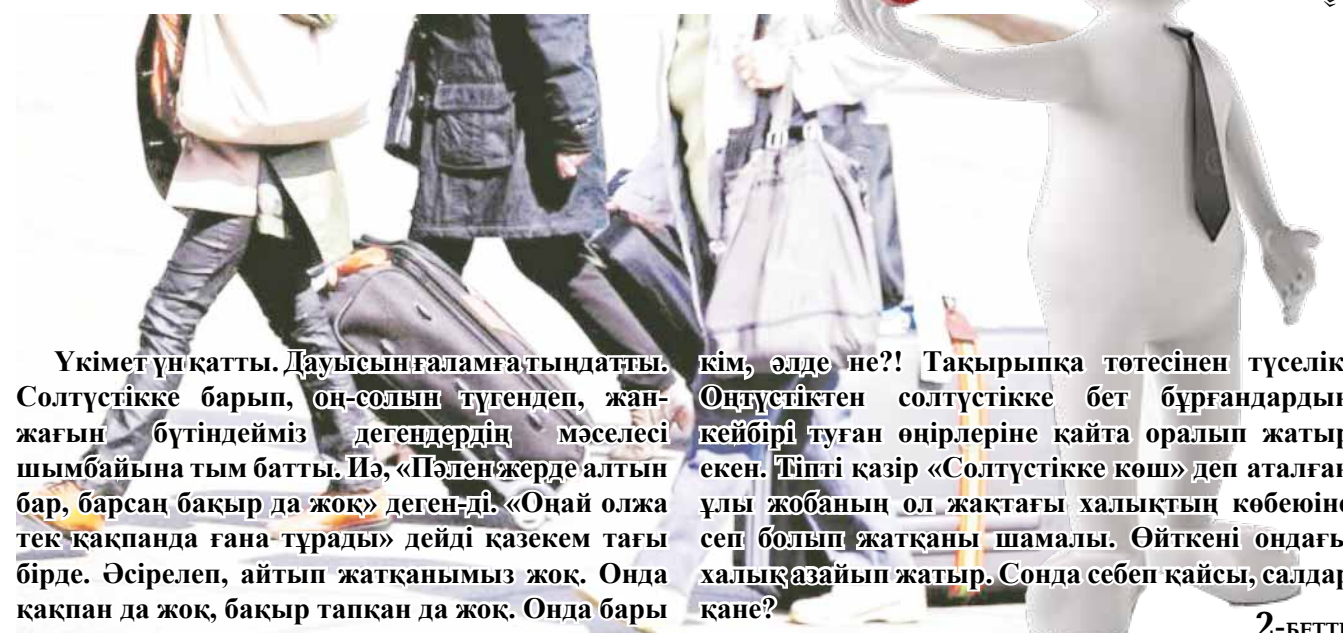 Үкімет үн қатты. Дауысын ғаламға тыңдатты.
Солтүстікке барып, оң-солын түгендеп, жан-
жағын бүтіндейміз дегендердің мәселесі
шымбайына тым батты. Иә, «Пәлен жерде алтын
бар, барсаң бақыр да жоқ» деген-ді. «Оңай олжа
тек қақпанда ғана тұрады» дейді қазекем тағы
бірде. Әсірелеп, айтып жатқанымыз жоқ. Онда
қақпан да жоқ, бақыр тапқан да жоқ. Онда бары
кім, әлде не?! Тақырыпқа төтесінен түселік.
Оңтүстіктен солтүстікке бет бұрғандардың
кейбірі туған өңірлеріне қайта оралып жатыр
екен. Тіпті қазір «Солтүстікке көш» деп аталған
ұлы жобаның ол жақтағы халықтың көбеюіне
сеп болып жатқаны шамалы. Өйткені ондағы
халық азайып жатыр. Сонда себеп қайсы, салдар
қане?
2-БЕТТЕ